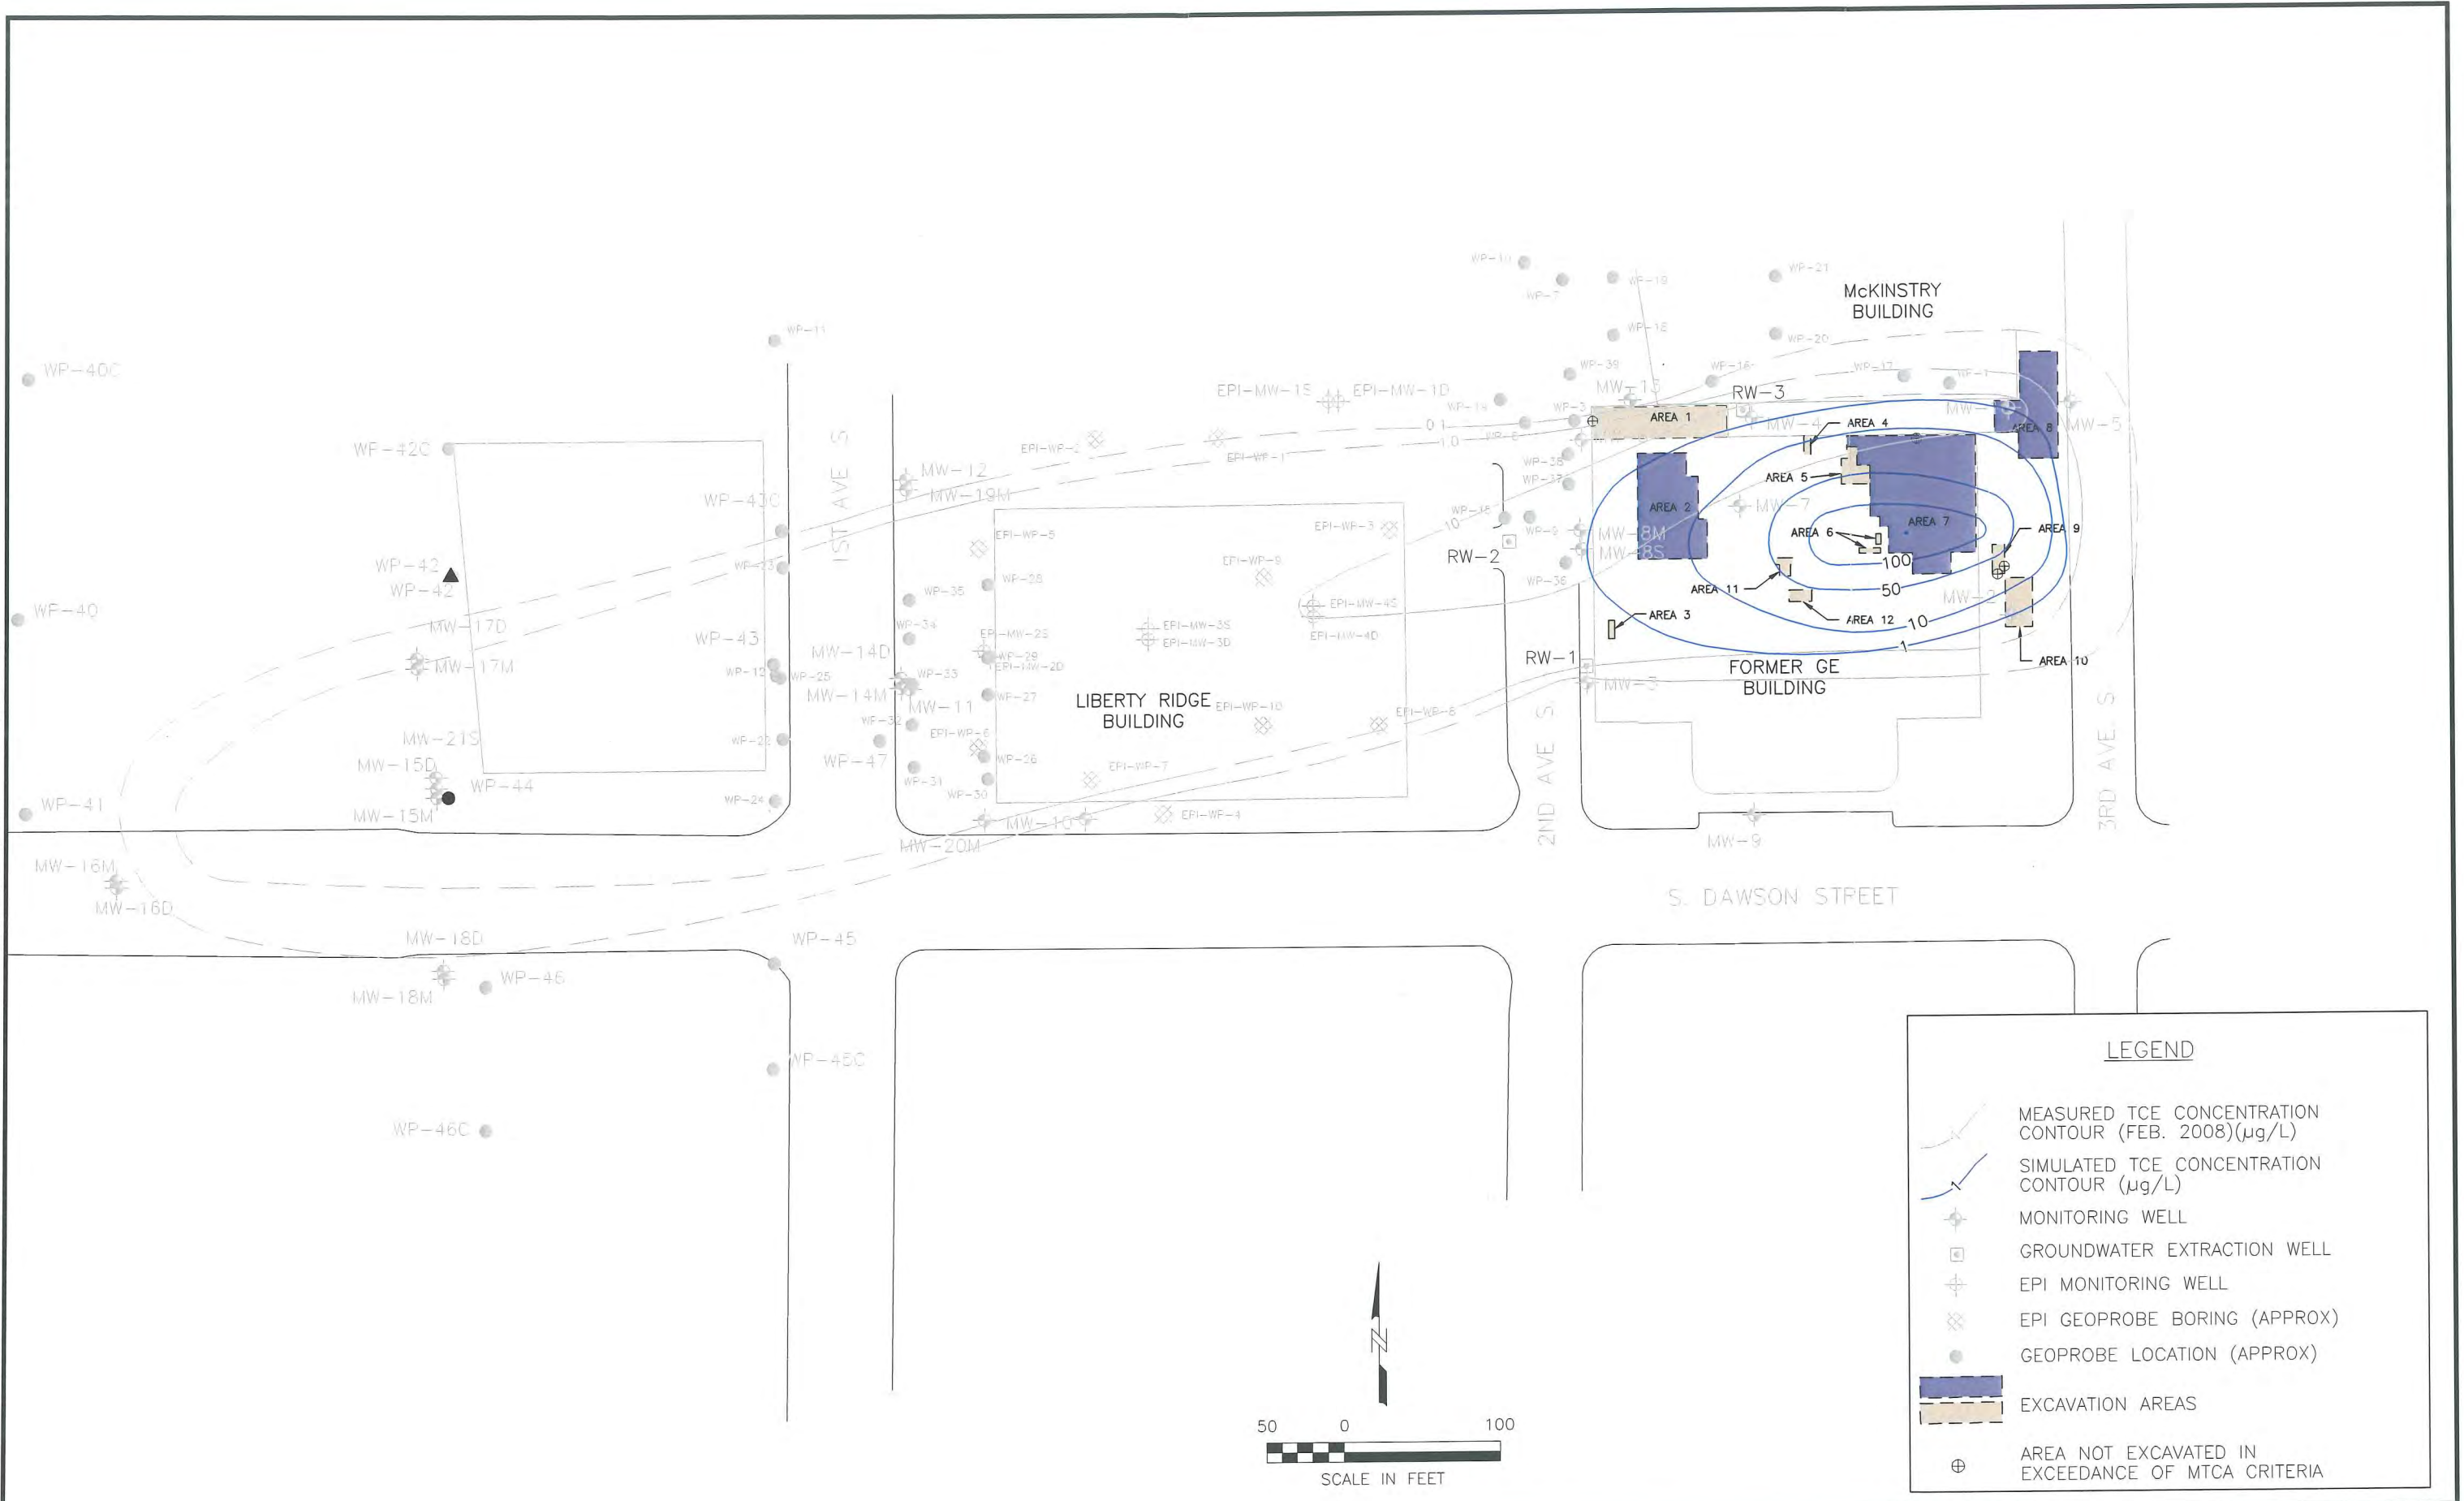 WP-10
WP-7
WP-19
WP-21
McKINSTRY
BUILDING
WP-11
WP-18
WP-20
WP-40C
WP-39
WP-16
WP-17
WP-1
EPI-MW-1S
EPI-MW-1D
MW-13
RW-3
WP-3
AREA 1
MW-4
AREA 4
MW-5
AREA 8
0.1
1.0
WP-42C
EPI-WP-2
EPI-WP-1
WP-38
1ST AVE S
MW-12
MW-19M
WP-37
AREA 5
WP-43C
AREA 2
MW-7
EPI-WP-3
10
WP-9
AREA 7
AREA 9
EPI-WP-5
MW-8M
AREA 6
RW-2
MW-8S
WP-42
WP-42
EPI-WP-9
100
WP-28
WP-36
AREA 11
50
MW-2
WP-40
WP-35
EPI-MW-4S
AREA 3
AREA 12
10
MW-17D
WP-34
EPI-MW-3S
EPI-MW-2S
EPI-MW-4D
WP-43
EPI-MW-3D
1
MW-14D
WP-29
RW-1
AREA 10
MW-17M
EPI-MW-2D
FORMER GE
BUILDING
WP-25
WP-33
MW-14M
WP-27
LIBERTY RIDGE
BUILDING
MW-11
EPI-WP-10
EPI-WP-8
WP-32
2ND AVE S.
3RD AVE. S
MW-21S
EPI-WP-6
WP-47
WP-26
MW-15D
EPI-WP-7
WP-44
WP-31
WP-30
WP-24
WP-41
MW-15M
MW-10
EPI-WP-4
MW-20M
MW-9
MW-16M
S. DAWSON STREET
MW-16D
MW-18D
WP-45
WP-46
MW-18M
WP-45C
WP-46C
N
50 0 100
SCALE IN FEET
LEGEND
MEASURED TCE CONCENTRATION
CONTOUR (FEB. 2008)(µg/L)
SIMULATED TCE CONCENTRATION
CONTOUR (µg/L)
MONITORING WELL
GROUNDWATER EXTRACTION WELL
EPI MONITORING WELL
EPI GEOPROBE BORING (APPROX)
GEOPROBE LOCATION (APPROX)
EXCAVATION AREAS
AREA NOT EXCAVATED IN
EXCEEDANCE OF MTCA CRITERIA